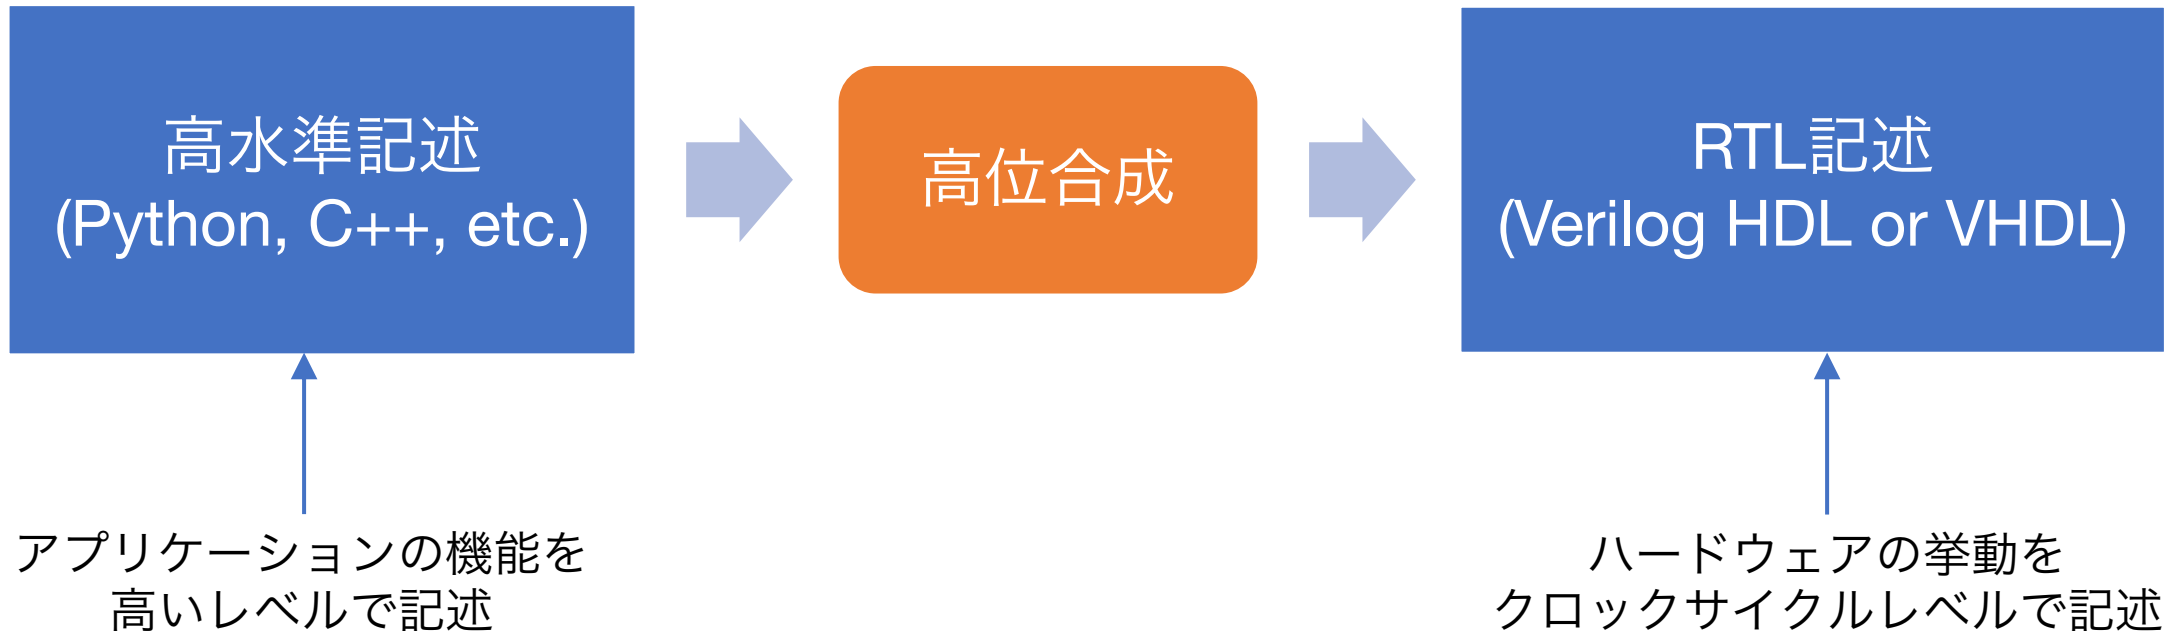 高水準記述
(Python, C++, etc.)
高位合成
RTL記述
(Verilog HDL or VHDL)
アプリケーションの機能を
高いレベルで記述
ハードウェアの挙動を
クロックサイクルレベルで記述